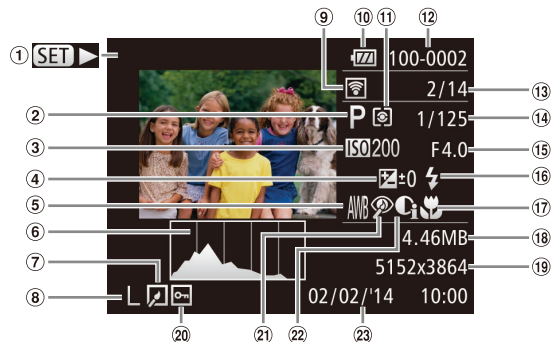 ① SET ▶
② P
③ ISO 200
④ ±0
⑤ AWB
⑥
⑦
⑧ L
⑨
⑩
⑪
⑫ 100-0002
⑬ 2/14
⑭ 1/125
⑮ F4.0
⑯
⑰
⑱ 4.46MB
⑲ 5152x3864
⑳
㉑
㉒
㉓ 02/02/'14 10:00